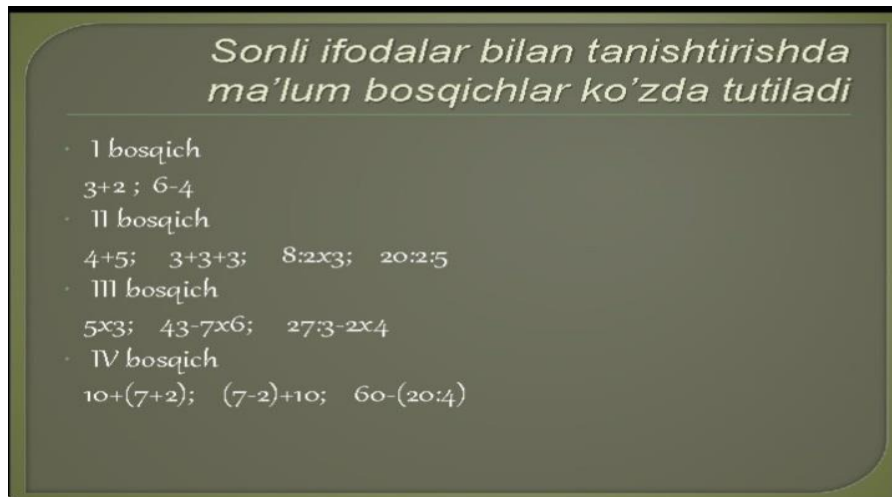 Sonli ifodalar bilan tanishtirishda
ma'lum bosqichlar ko'zda tutiladi
• I bosqich
3+2 ; 6-4
• II bosqich
4+5; 3+3+3; 8:2x3; 20:2:5
• III bosqich
5x3; 43-7x6; 27:3-2x4
• IV bosqich
10+(7+2); (7-2)+10; 60-(20:4)